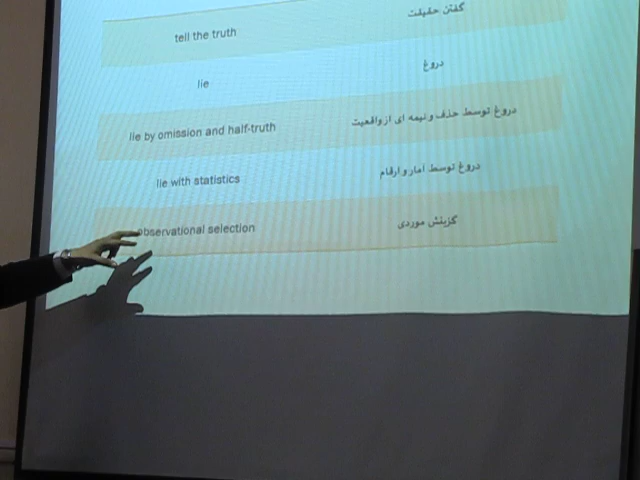 tell the truth گفتن حقیقت
lie دروغ
lie by omission and half-truth دروغ توسط حذف و نیمه ای از واقعیت
lie with statistics دروغ توسط آمار و ارقام
observational selection گزینش موردی